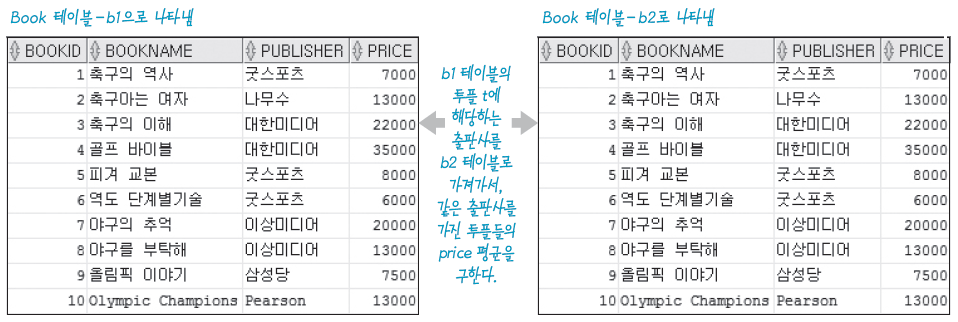 Book 테이블-b1으로 나타냄
BOOKID BOOKNAME PUBLISHER PRICE
1 축구의 역사 굿스포츠 7000
2 축구아는 여자 나무수 13000
3 축구의 이해 대한미디어 22000
4 골프 바이블 대한미디어 35000
5 피겨 교본 굿스포츠 8000
6 역도 단계별기술 굿스포츠 6000
7 야구의 추억 이상미디어 20000
8 야구를 부탁해 이상미디어 13000
9 올림픽 이야기 삼성당 7500
10 Olympic Champions Pearson 13000
b1 테이블의
투플 t에
해당하는
출판사를
b2 테이블로
가져가서,
같은 출판사를
가진 투플들의
price 평균을
구한다.
Book 테이블-b2로 나타냄
BOOKID BOOKNAME PUBLISHER PRICE
1 축구의 역사 굿스포츠 7000
2 축구아는 여자 나무수 13000
3 축구의 이해 대한미디어 22000
4 골프 바이블 대한미디어 35000
5 피겨 교본 굿스포츠 8000
6 역도 단계별기술 굿스포츠 6000
7 야구의 추억 이상미디어 20000
8 야구를 부탁해 이상미디어 13000
9 올림픽 이야기 삼성당 7500
10 Olympic Champions Pearson 13000